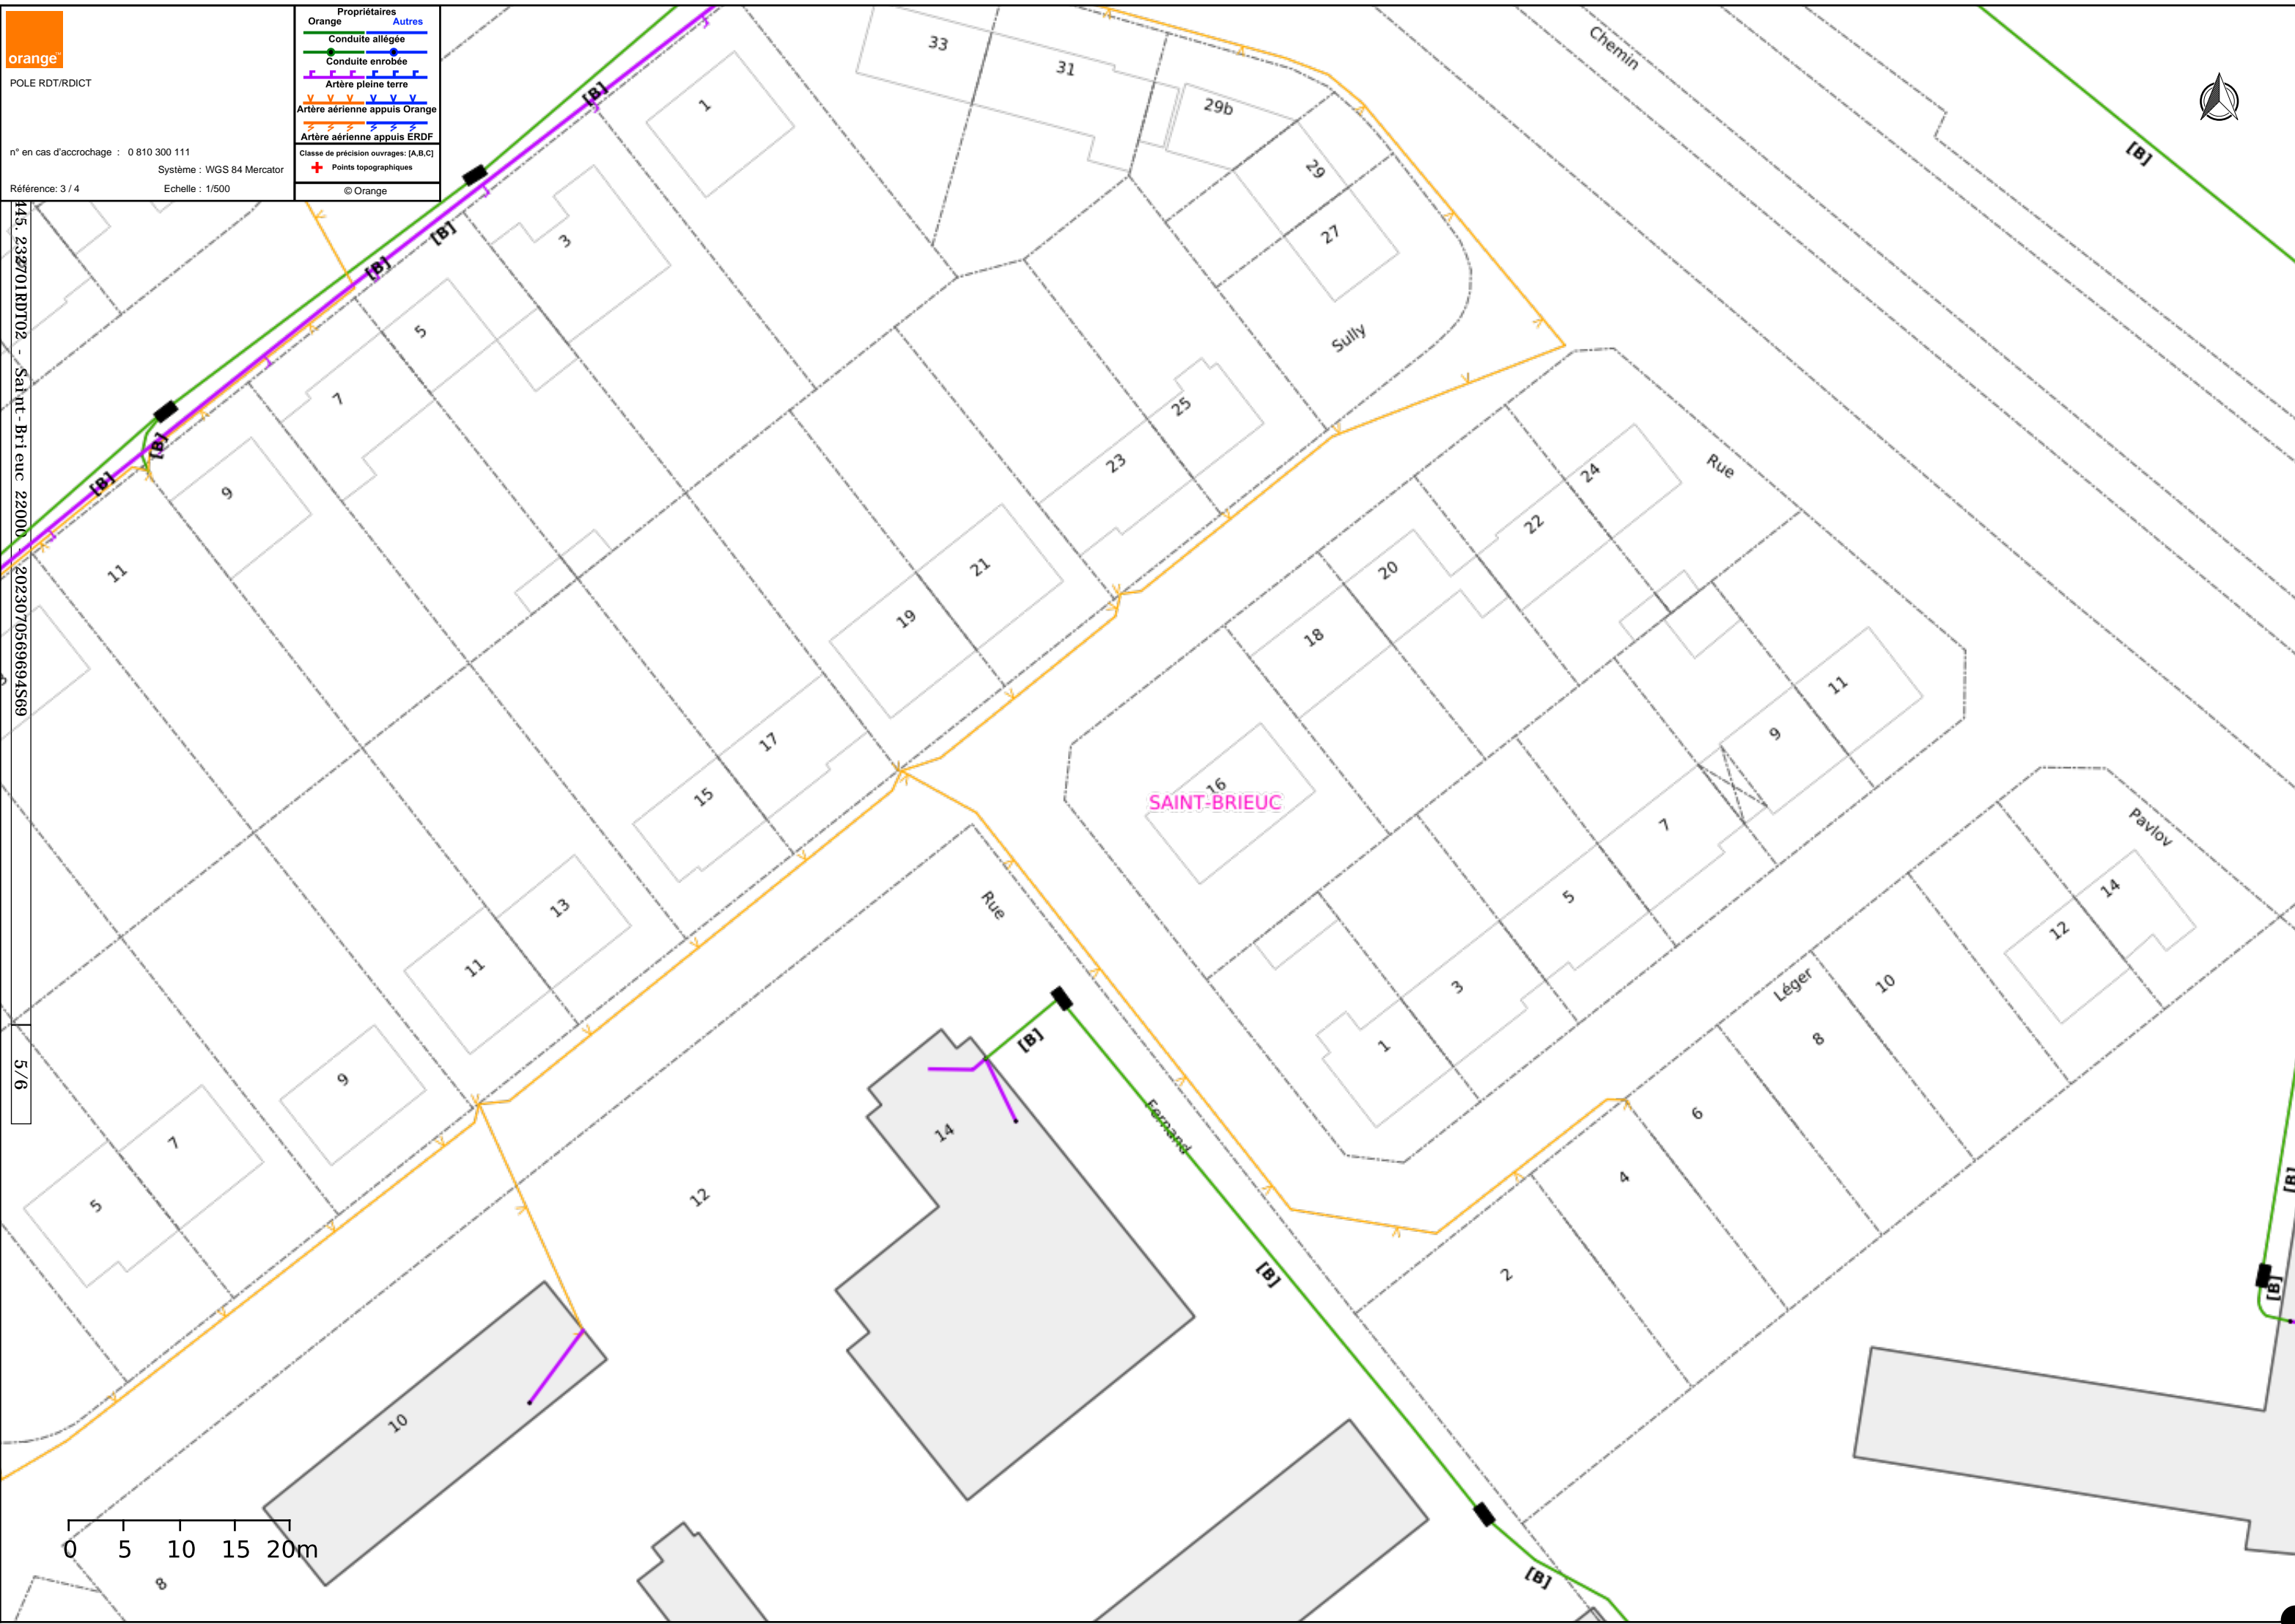 orange™
POLE RDT/RDICT
n° en cas d'accrochage : 0 810 300 111
Système : WGS 84 Mercator
Référence: 3 / 4 Echelle : 1/500
Propriétaires
Orange Autres
Conduite allégée
Conduite enrobée
Artère pleine terre
Artère aérienne appuis Orange
Artère aérienne appuis ERDF
Classe de précision ouvrages: [A,B,C]
Points topographiques
© Orange
Saint-Brieuc 22000 - 2023070569694S69
5/6
33
31
29b
29
27
Chemin
[B]
[B]
1
[B]
3
[B]
5
7
[B]
[B]
9
11
Sully
25
23
21
19
17
15
13
11
9
7
5
Rue
24
22
20
18
16
SAINT-BRIEUC
11
9
7
5
3
1
Pavlov
14
12
Léger
10
8
6
4
2
Rue
Fernand
[B]
14
12
[B]
10
8
[B]
[B]
[B]
0 5 10 15 20m